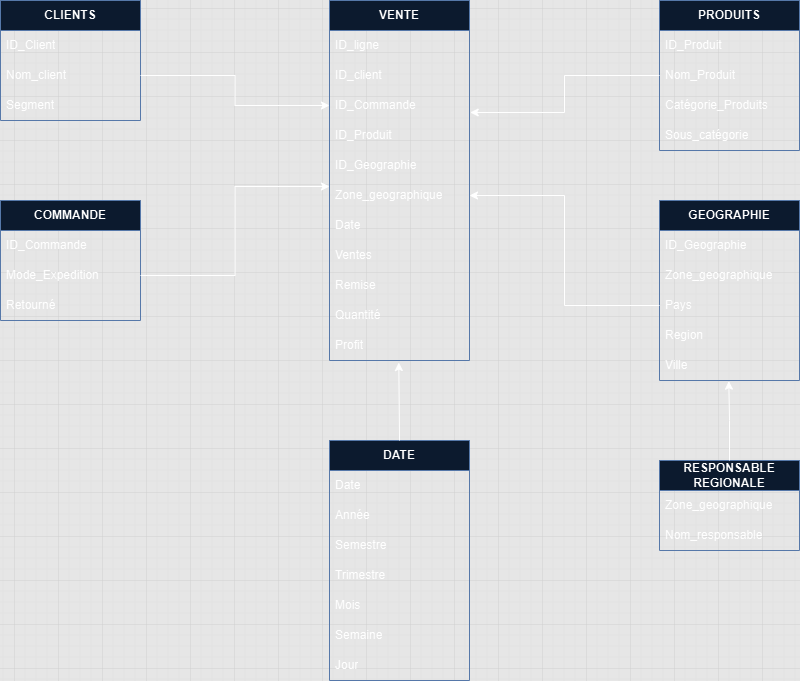 CLIENTS
ID_Client
Nom_client
Segment
VENTE
ID_ligne
ID_client
ID_Commande
ID_Produit
ID_Geographie
Zone_geographique
Date
Ventes
Remise
Quantité
Profit
PRODUITS
ID_Produit
Nom_Produit
Catégorie_Produits
Sous_catégorie
COMMANDE
ID_Commande
Mode_Expedition
Retourné
GEOGRAPHIE
ID_Geographie
Zone_geographique
Pays
Region
Ville
DATE
Date
Année
Semestre
Trimestre
Mois
Semaine
Jour
RESPONSABLE
REGIONALE
Zone_geographique
Nom_responsable